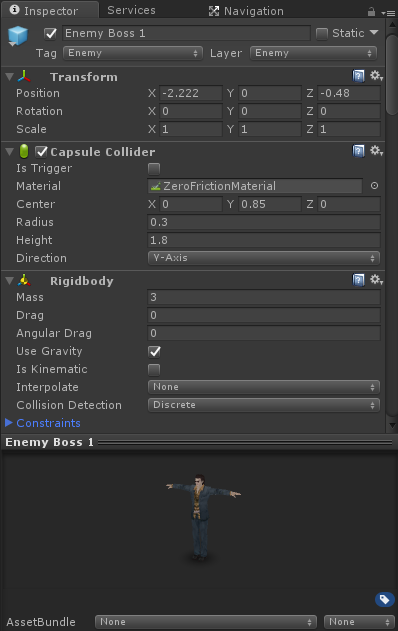 Inspector Services Navigation
Enemy Boss 1 Static
Tag Enemy Layer Enemy
Transform
Position X -2.222 Y 0 Z -0.48
Rotation X 0 Y 0 Z 0
Scale X 1 Y 1 Z 1
Capsule Collider
Is Trigger
Material ZeroFrictionMaterial
Center X 0 Y 0.85 Z 0
Radius 0.3
Height 1.8
Direction Y-Axis
Rigidbody
Mass 3
Drag 0
Angular Drag 0
Use Gravity
Is Kinematic
Interpolate None
Collision Detection Discrete
Constraints
Enemy Boss 1
AssetBundle None None